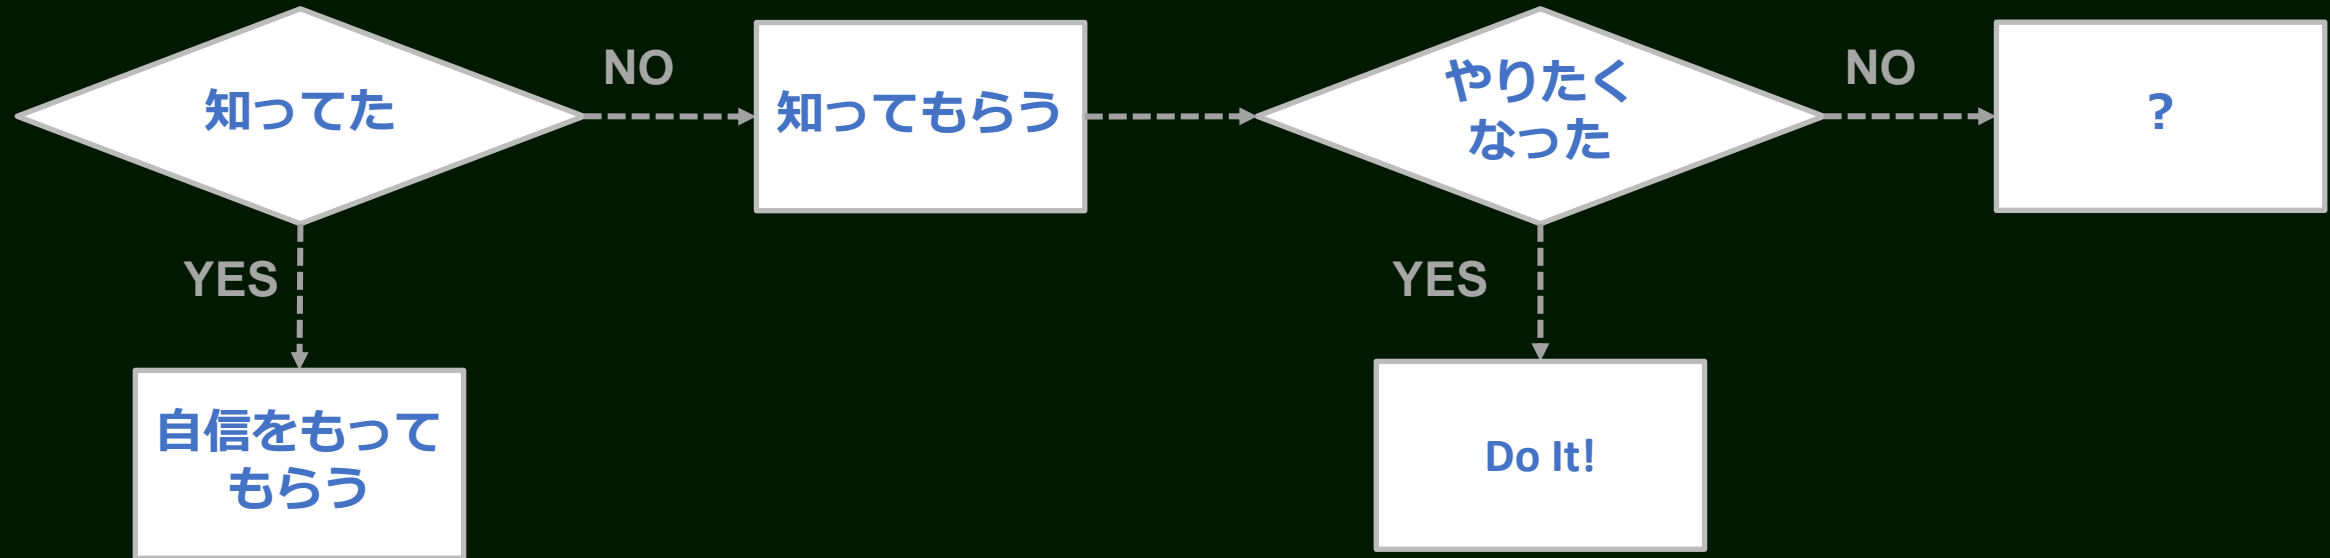 知ってた
NO
知ってもらう
やりたく
なった
NO
?
YES
YES
自信をもって
もらう
Do It!